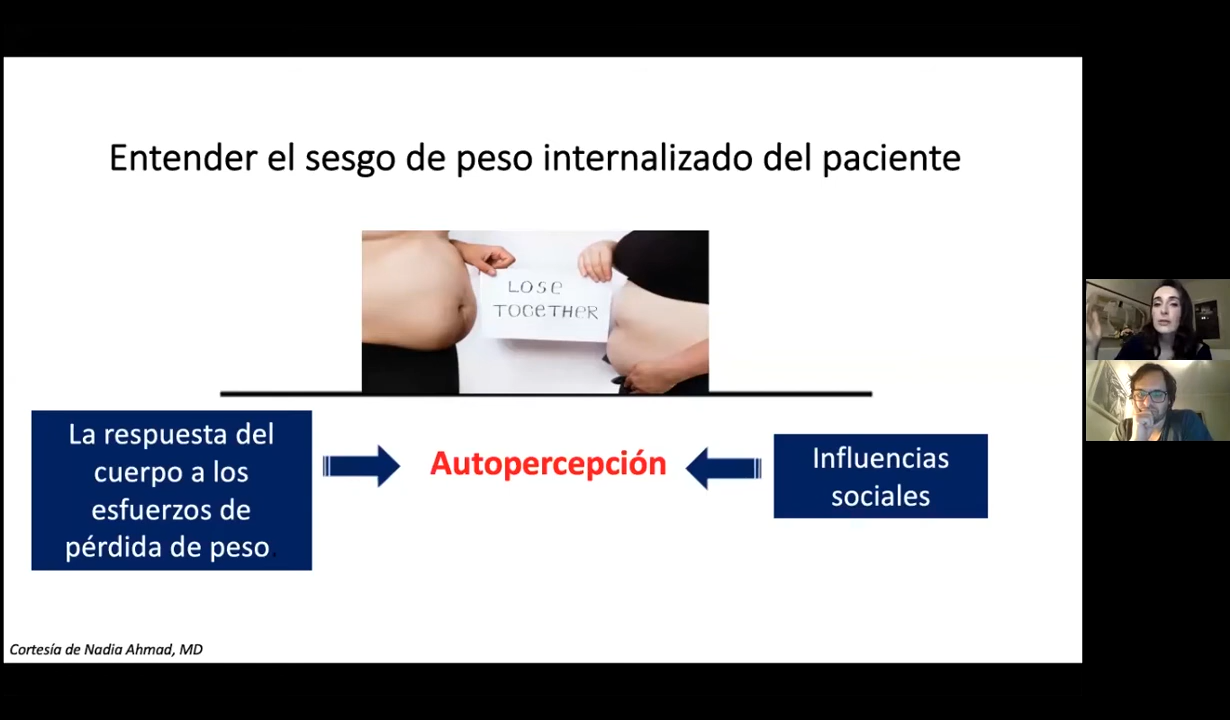 Entender el sesgo de peso internalizado del paciente
LOSE
TOGETHER
La respuesta del
cuerpo a los
esfuerzos de
pérdida de peso.
Autopercepción
Influencias
sociales
Cortesía de Nadia Ahmad, MD